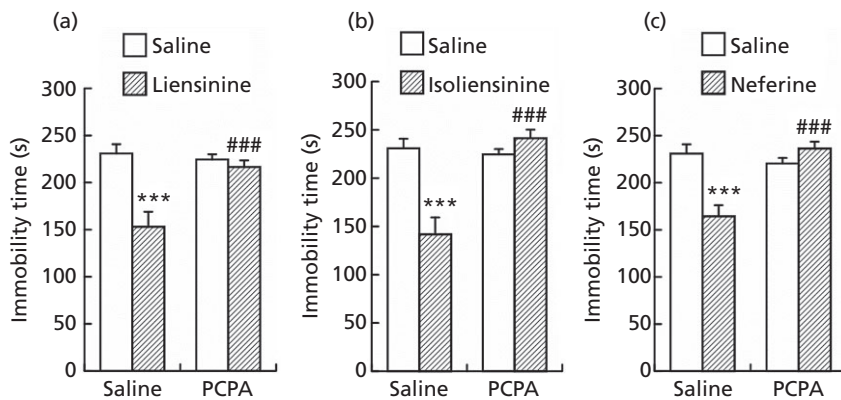 (a)
Saline
Liensinine
Immobility time (s)
300
250
200
150
100
50
0
***
###
Saline PCPA
(b)
Saline
Isoliensinine
Immobility time (s)
300
250
200
150
100
50
0
***
###
Saline PCPA
(c)
Saline
Neferine
Immobility time (s)
300
250
200
150
100
50
0
***
###
Saline PCPA